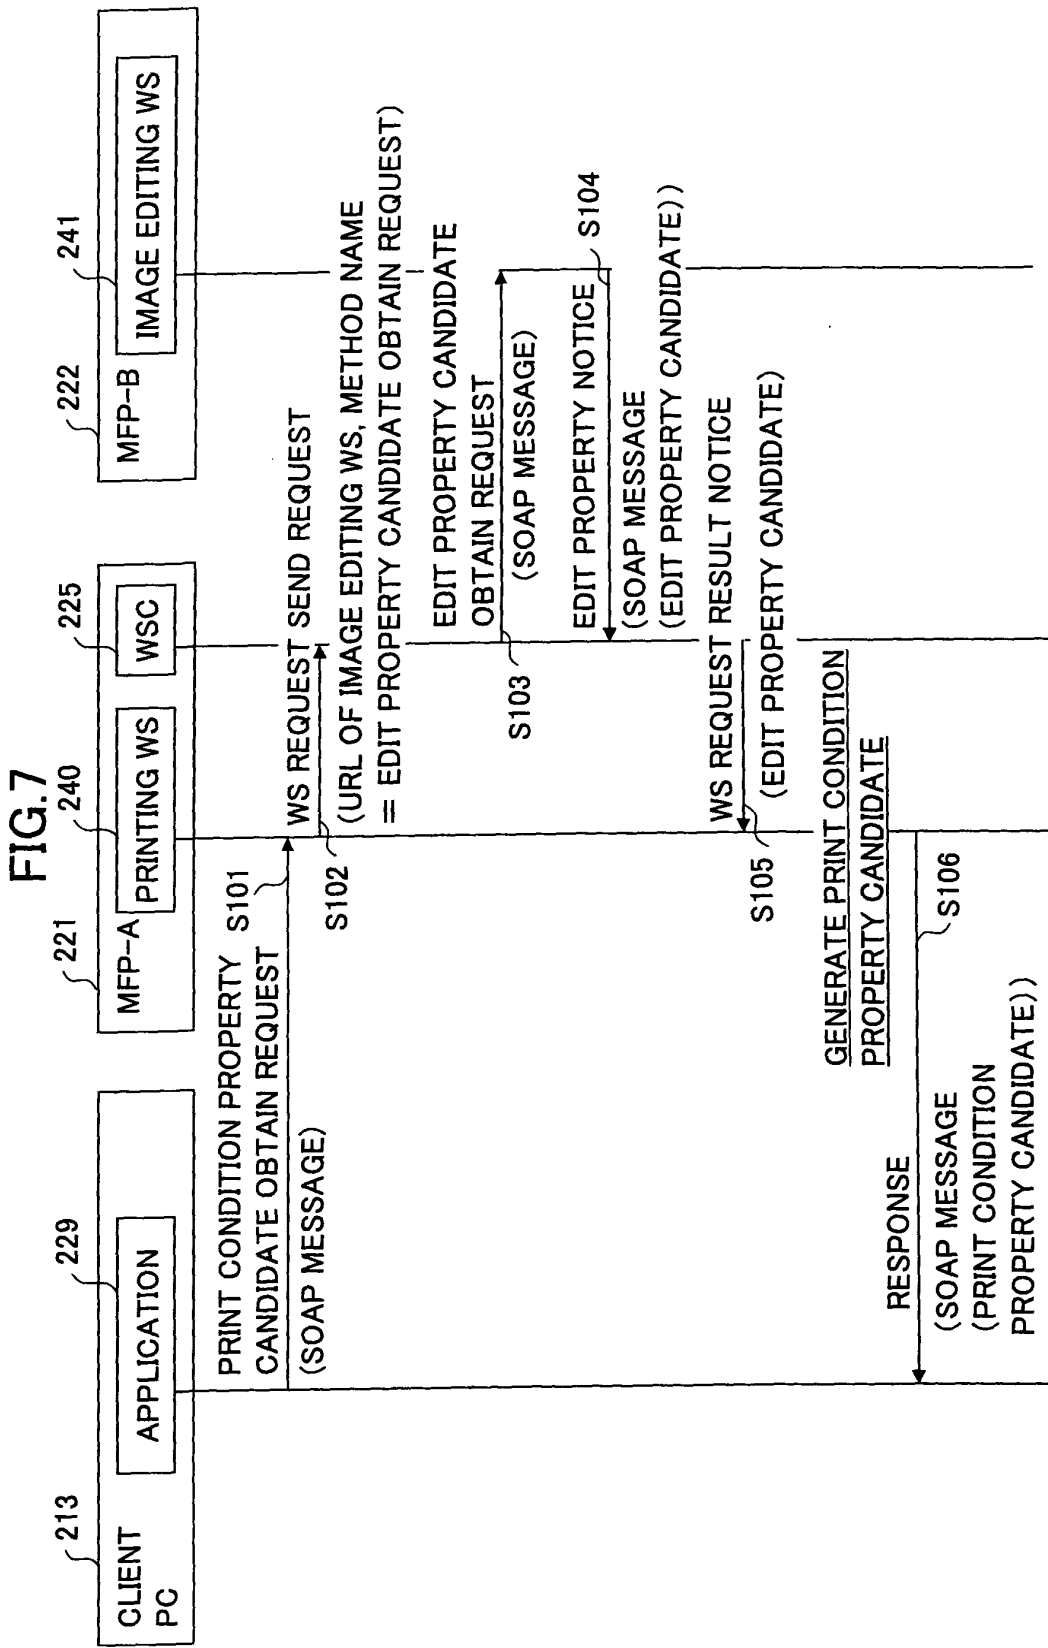 FIG.7
213
CLIENT
PC
229
APPLICATION
221
MFP-A
240
PRINTING WS
225
WSC
222
MFP-B
241
IMAGE EDITING WS
PRINT CONDITION PROPERTY
CANDIDATE OBTAIN REQUEST
(SOAP MESSAGE)
S101
WS REQUEST SEND REQUEST
(URL OF IMAGE EDITING WS, METHOD NAME
= EDIT PROPERTY CANDIDATE OBTAIN REQUEST)
S102
EDIT PROPERTY CANDIDATE
OBTAIN REQUEST
(SOAP MESSAGE)
S103
EDIT PROPERTY NOTICE
S104
(SOAP MESSAGE
(EDIT PROPERTY CANDIDATE))
WS REQUEST RESULT NOTICE
(EDIT PROPERTY CANDIDATE)
S105
GENERATE PRINT CONDITION
PROPERTY CANDIDATE
RESPONSE
S106
(SOAP MESSAGE
(PRINT CONDITION
PROPERTY CANDIDATE))